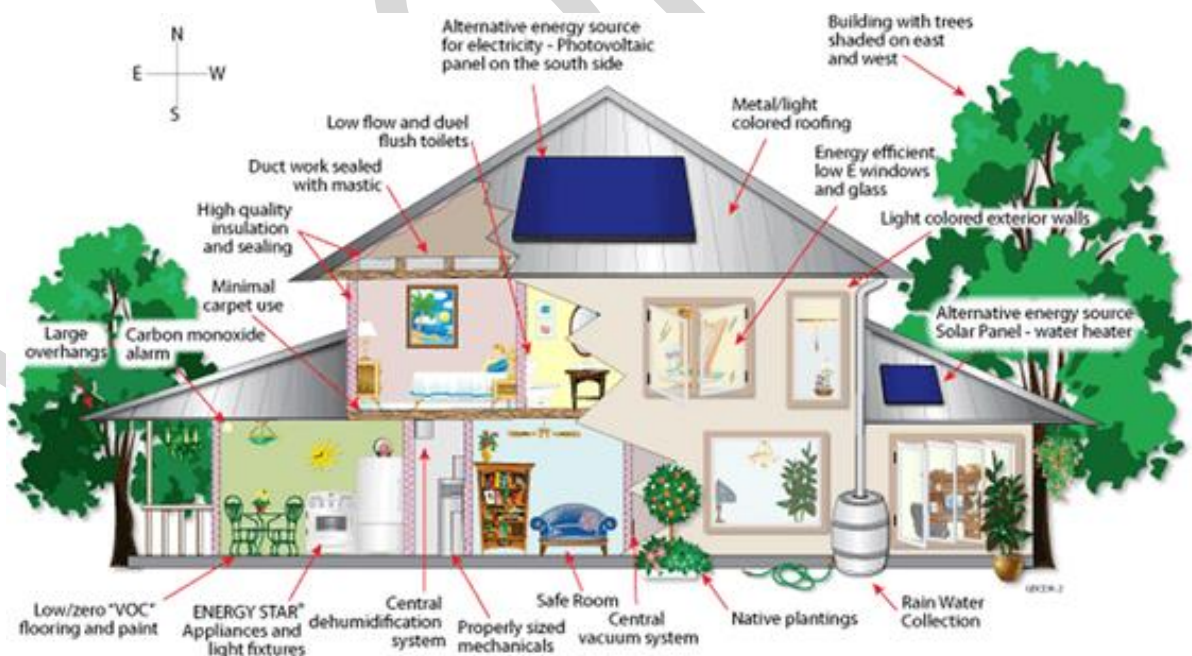 N
E
W
S
Alternative energy source
for electricity - Photovoltaic
panel on the south side
Building with trees
shaded on east
and west
Low flow and duel
flush toilets
Metal/light
colored roofing
Duct work sealed
with mastic
Energy efficient,
low E windows
and glass
High quality
insulation
and sealing
Light colored exterior walls
Minimal
carpet use
Alternative energy source
Solar Panel - water heater
Large
overhangs
Carbon monoxide
alarm
Low/zero "VOC"
flooring and paint
ENERGY STAR®
Appliances and
light fixtures
Central
dehumidification
system
Properly sized
mechanicals
Safe Room
Central
vacuum system
Native plantings
Rain Water
Collection